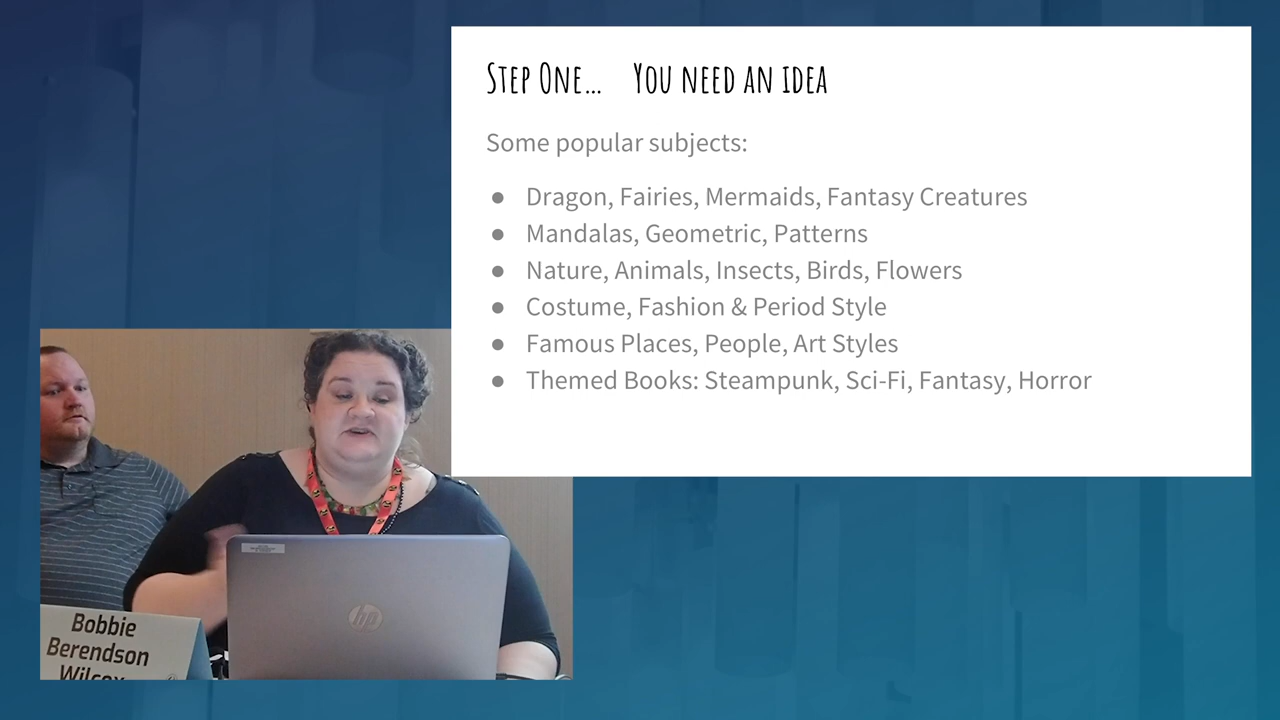 Step One... You need an idea
Some popular subjects:
● Dragon, Fairies, Mermaids, Fantasy Creatures
● Mandalas, Geometric, Patterns
● Nature, Animals, Insects, Birds, Flowers
● Costume, Fashion & Period Style
● Famous Places, People, Art Styles
● Themed Books: Steampunk, Sci-Fi, Fantasy, Horror
hp
Bobbie
Berendson
Wilcox